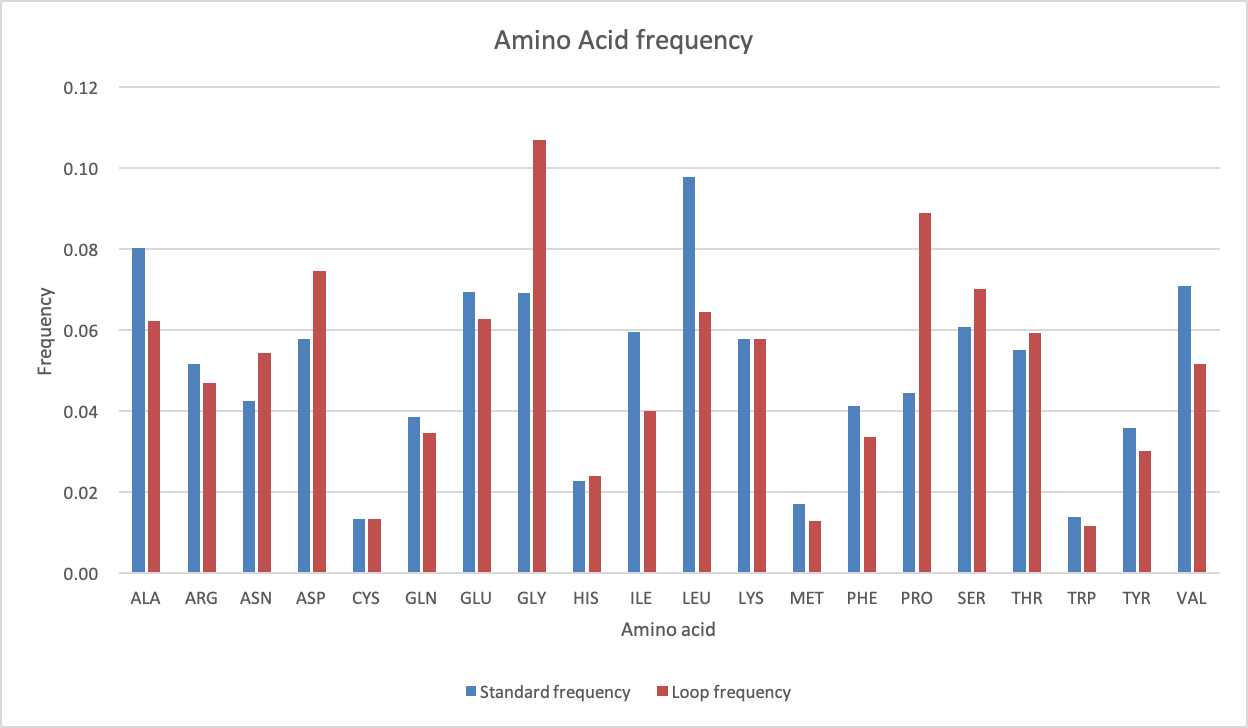 Amino Acid frequency
0.12
0.10
0.08
0.06
0.04
0.02
0.00
Frequency
ALA ARG ASN ASP CYS GLN GLU GLY HIS ILE LEU LYS MET PHE PRO SER THR TRP TYR VAL
Amino acid
Standard frequency Loop frequency